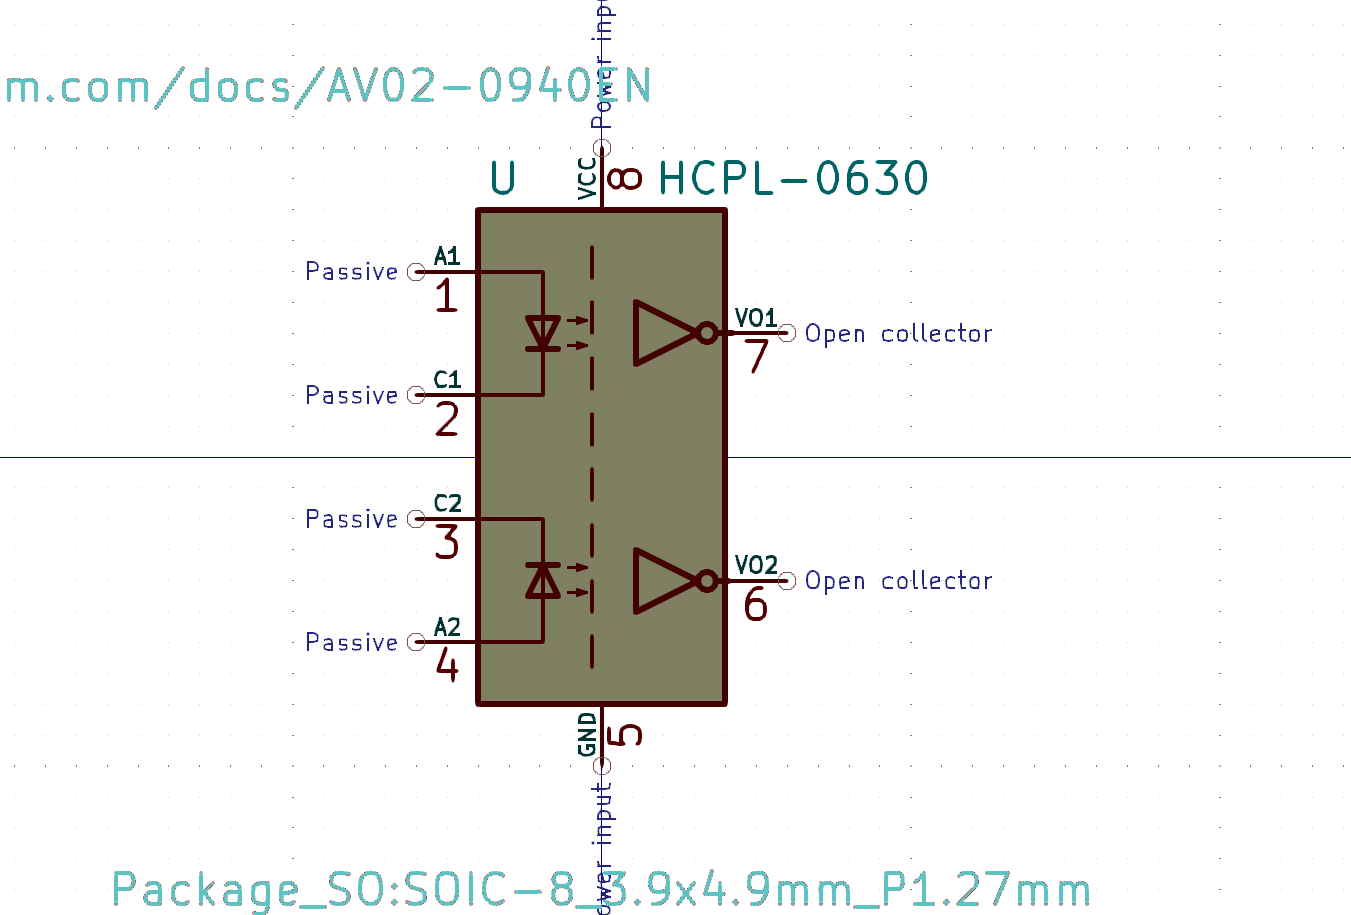 Power inp
m.com/docs/AV02-0940EN
U VCC 8 HCPL-0630
Passive A1 1
VO1 7 Open collector
Passive C1 2
Passive C2 3
VO2 6 Open collector
Passive A2 4
GND 5
ower input
Package_SO:SOIC-8_3.9x4.9mm_P1.27mm